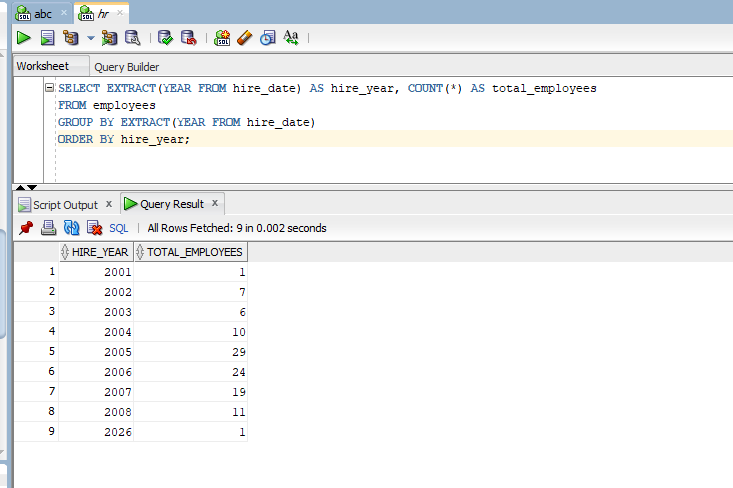 abc
hr
Aa
Worksheet
Query Builder
SELECT EXTRACT(YEAR FROM hire_date) AS hire_year, COUNT(*) AS total_employees
FROM employees
GROUP BY EXTRACT(YEAR FROM hire_date)
ORDER BY hire_year;
Script Output x
Query Result x
SQL | All Rows Fetched: 9 in 0.002 seconds
HIRE_YEAR TOTAL_EMPLOYEES
1 2001 1
2 2002 7
3 2003 6
4 2004 10
5 2005 29
6 2006 24
7 2007 19
8 2008 11
9 2026 1